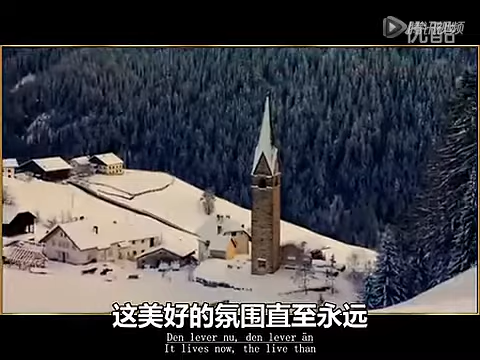 这美好的氛围直至永远
Den lever nu, den lever än
It lives now, the live than